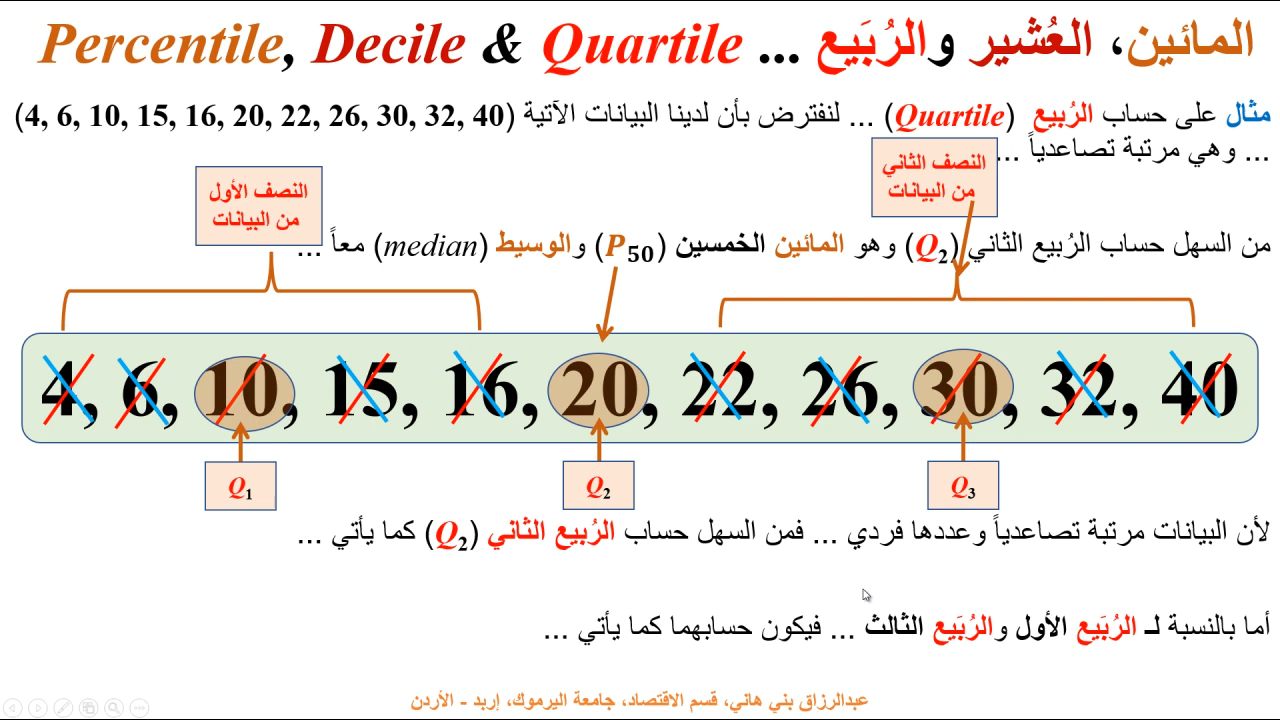 المائين، العُشير والرُبَيع ... Percentile, Decile & Quartile
مثال على حساب الرُبيع (Quartile) ... لنفترض بأن لدينا البيانات الآتية (4, 6, 10, 15, 16, 20, 22, 26, 30, 32, 40)
... وهي مرتبة تصاعدياً ...
النصف الثاني
من البيانات
النصف الأول
من البيانات
من السهل حساب الرُبيع الثاني (Q2) وهو المائين الخمسين (P50) والوسيط (median) معاً ...
4, 6, 10, 15, 16, 20, 22, 26, 30, 32, 40
Q1
Q2
Q3
لأن البيانات مرتبة تصاعدياً وعددها فردي ... فمن السهل حساب الرُبيع الثاني (Q2) كما يأتي ...
أما بالنسبة لـ الرُبَيع الأول والرُبَيع الثالث ... فيكون حسابهما كما يأتي ...
عبدالرزاق بني هاني، قسم الاقتصاد، جامعة اليرموك، إربد - الأردن